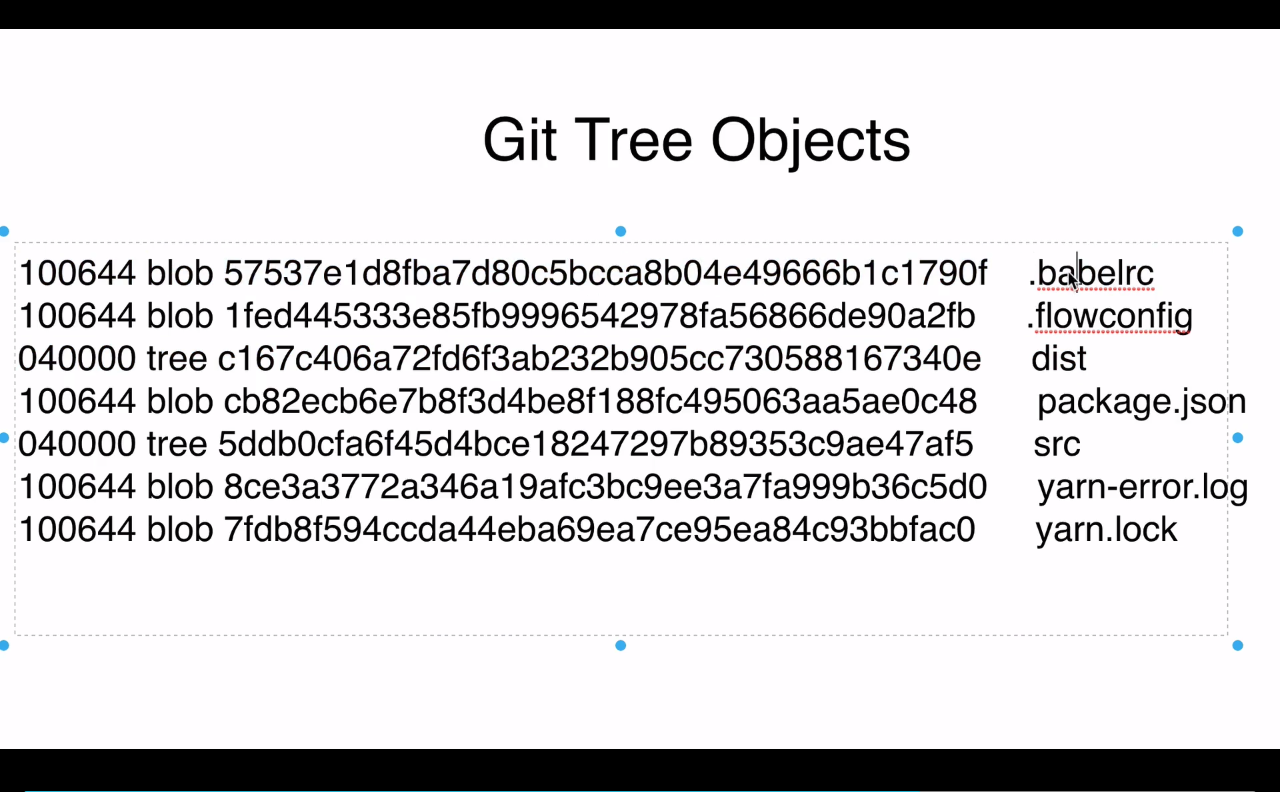 Git Tree Objects
100644 blob 57537e1d8fba7d80c5bcca8b04e49666b1c1790f .babelrc
100644 blob 1fed445333e85fb9996542978fa56866de90a2fb .flowconfig
040000 tree c167c406a72fd6f3ab232b905cc730588167340e dist
100644 blob cb82ecb6e7b8f3d4be8f188fc495063aa5ae0c48 package.json
040000 tree 5ddb0cfa6f45d4bce18247297b89353c9ae47af5 src
100644 blob 8ce3a3772a346a19afc3bc9ee3a7fa999b36c5d0 yarn-error.log
100644 blob 7fdb8f594ccda44eba69ea7ce95ea84c93bbfac0 yarn.lock